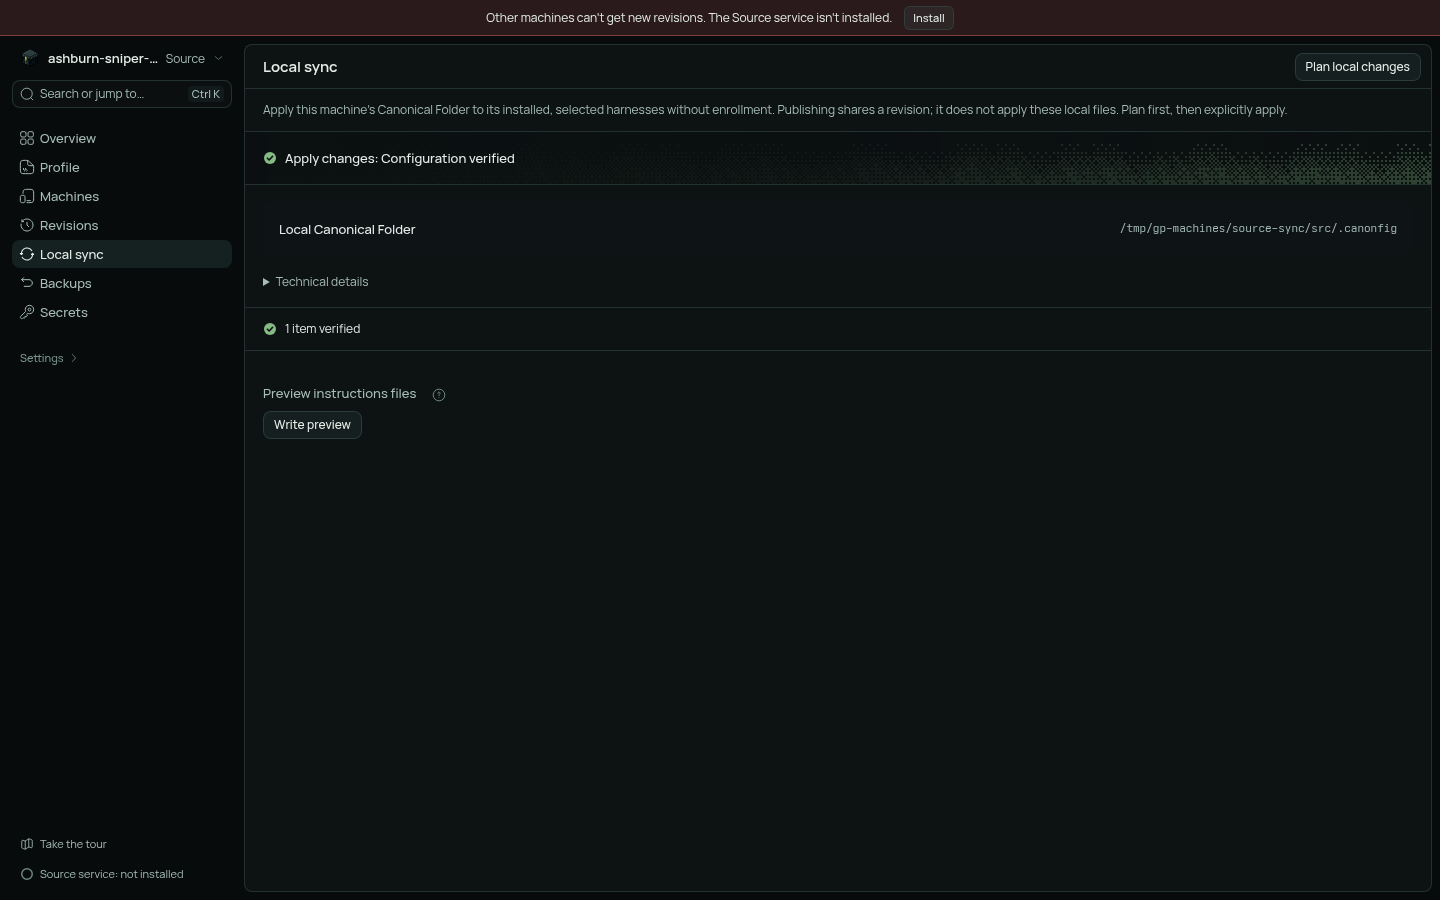 Other machines can't get new revisions. The Source service isn't installed.
Install
ashburn-sniper-... Source
Search or jump to... Ctrl K
Overview
Profile
Machines
Revisions
Local sync
Backups
Secrets
Settings
Take the tour
Source service: not installed
Local sync
Plan local changes
Apply this machine's Canonical Folder to its installed, selected harnesses without enrollment. Publishing shares a revision; it does not apply these local files. Plan first, then explicitly apply.
Apply changes: Configuration verified
Local Canonical Folder
/tmp/gp-machines/source-sync/src/.canonfig
Technical details
1 item verified
Preview instructions files
Write preview